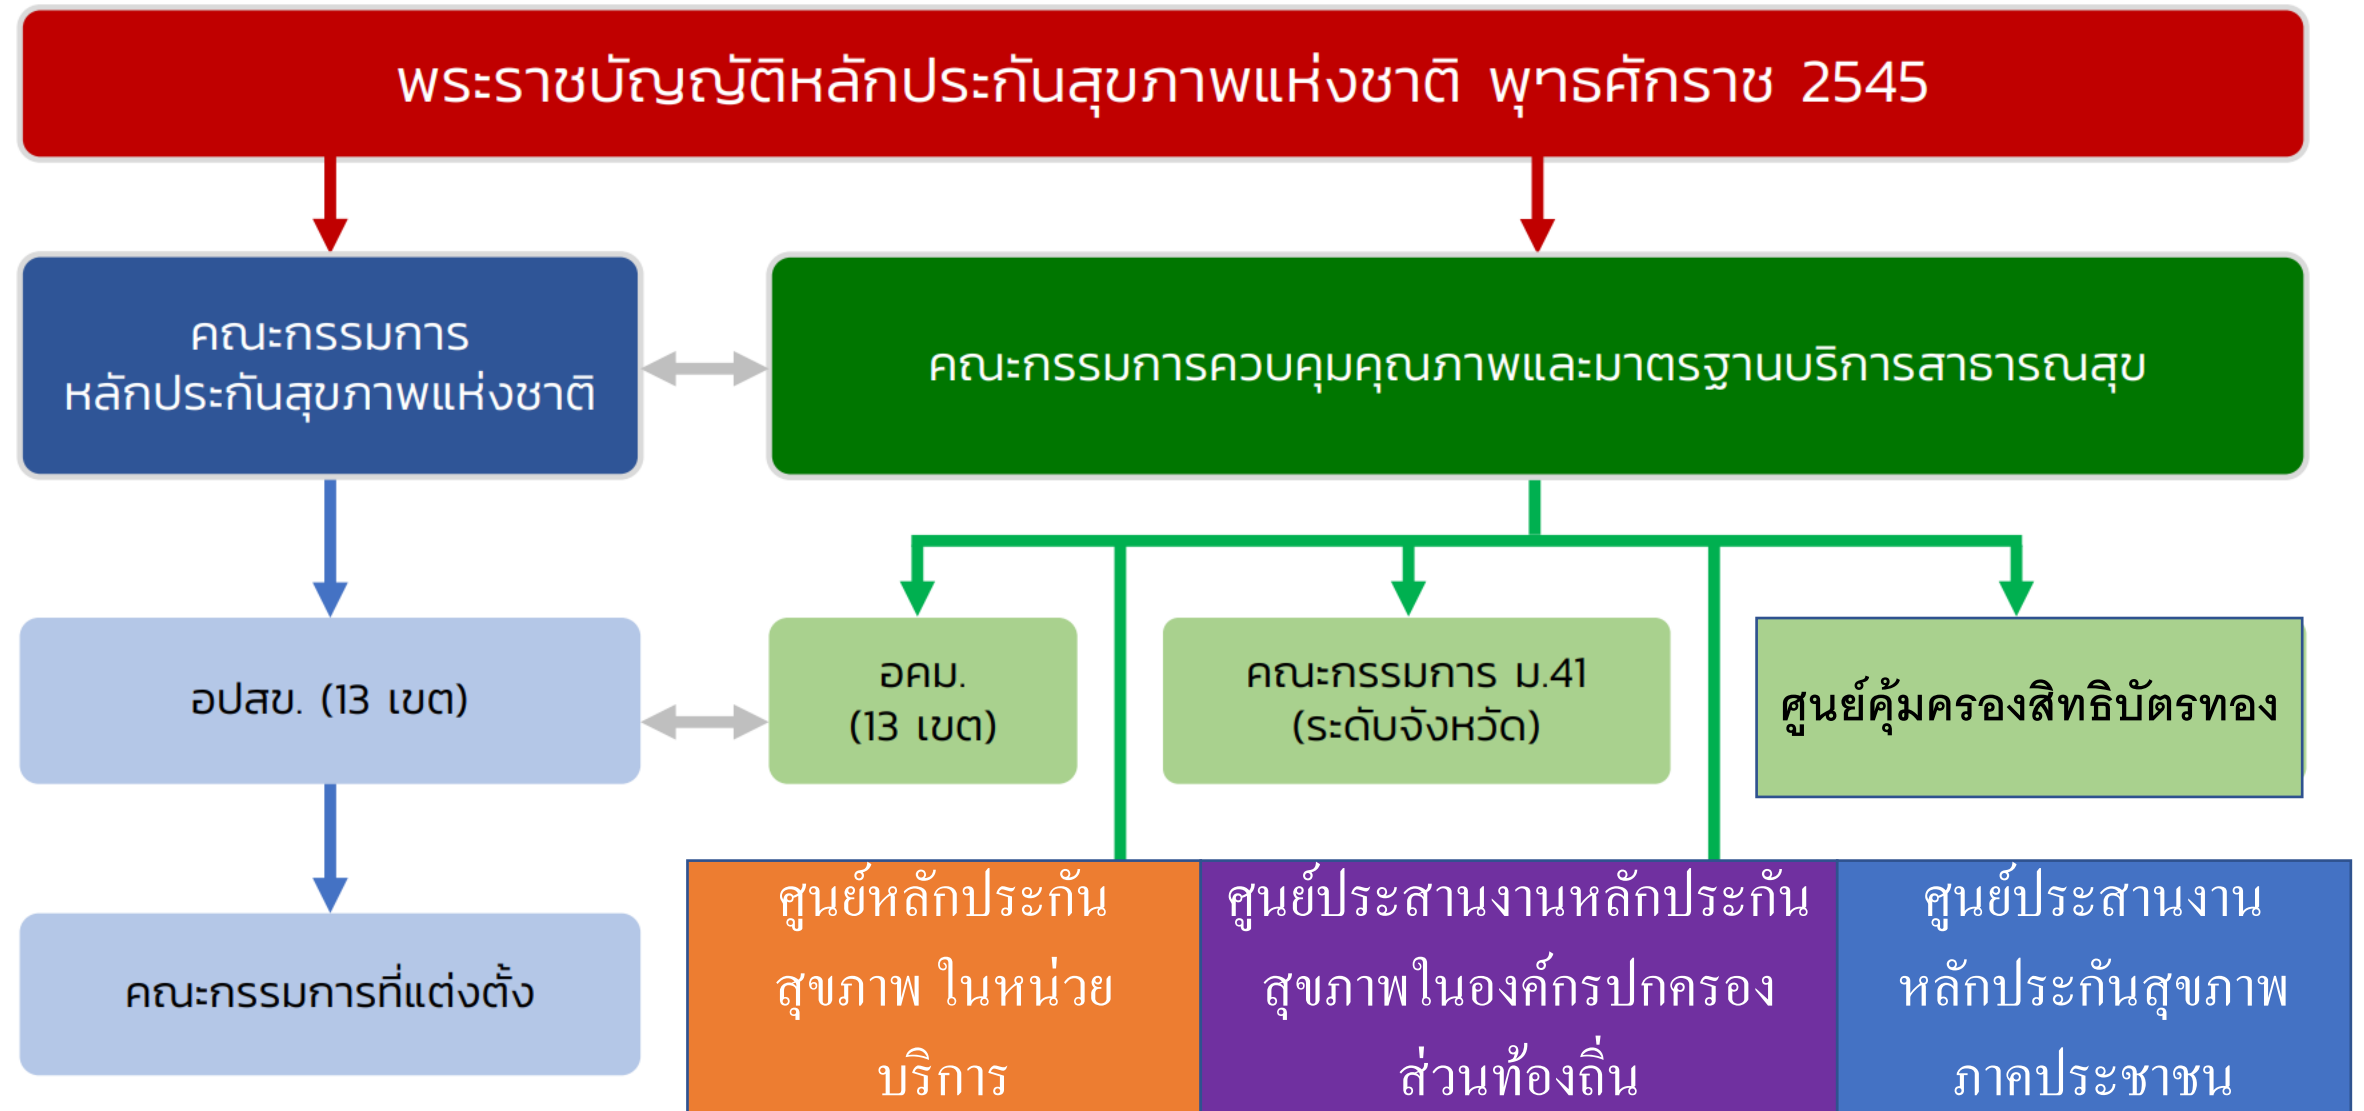 พระราชบัญญัติหลักประกันสุขภาพแห่งชาติ พุทธศักราช 2545
คณะกรรมการ
หลักประกันสุขภาพแห่งชาติ
คณะกรรมการควบคุมคุณภาพและมาตรฐานบริการสาธารณสุข
อปสข. (13 เขต)
อคม.
(13 เขต)
คณะกรรมการ ม.41
(ระดับจังหวัด)
ศูนย์คุ้มครองสิทธิบัตรทอง
คณะกรรมการที่แต่งตั้ง
ศูนย์หลักประกัน
สุขภาพ ในหน่วย
บริการ
ศูนย์ประสานงานหลักประกัน
สุขภาพในองค์กรปกครอง
ส่วนท้องถิ่น
ศูนย์ประสานงาน
หลักประกันสุขภาพ
ภาคประชาชน